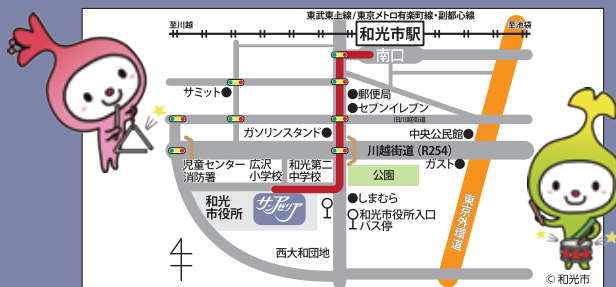 東武東上線/東京メトロ有楽町線・副都心線
至川越
至池袋
和光市駅
南口
サミット
郵便局
セブンイレブン
旧川越街道
ガソリンスタンド
中央公民館
川越街道(R254)
ガスト
児童センター
消防署
広沢
小学校
和光第二
中学校
公園
和光
市役所
サンアゼリア
しまむら
和光市役所入口
バス停
東京外環道
西大和団地
© 和光市